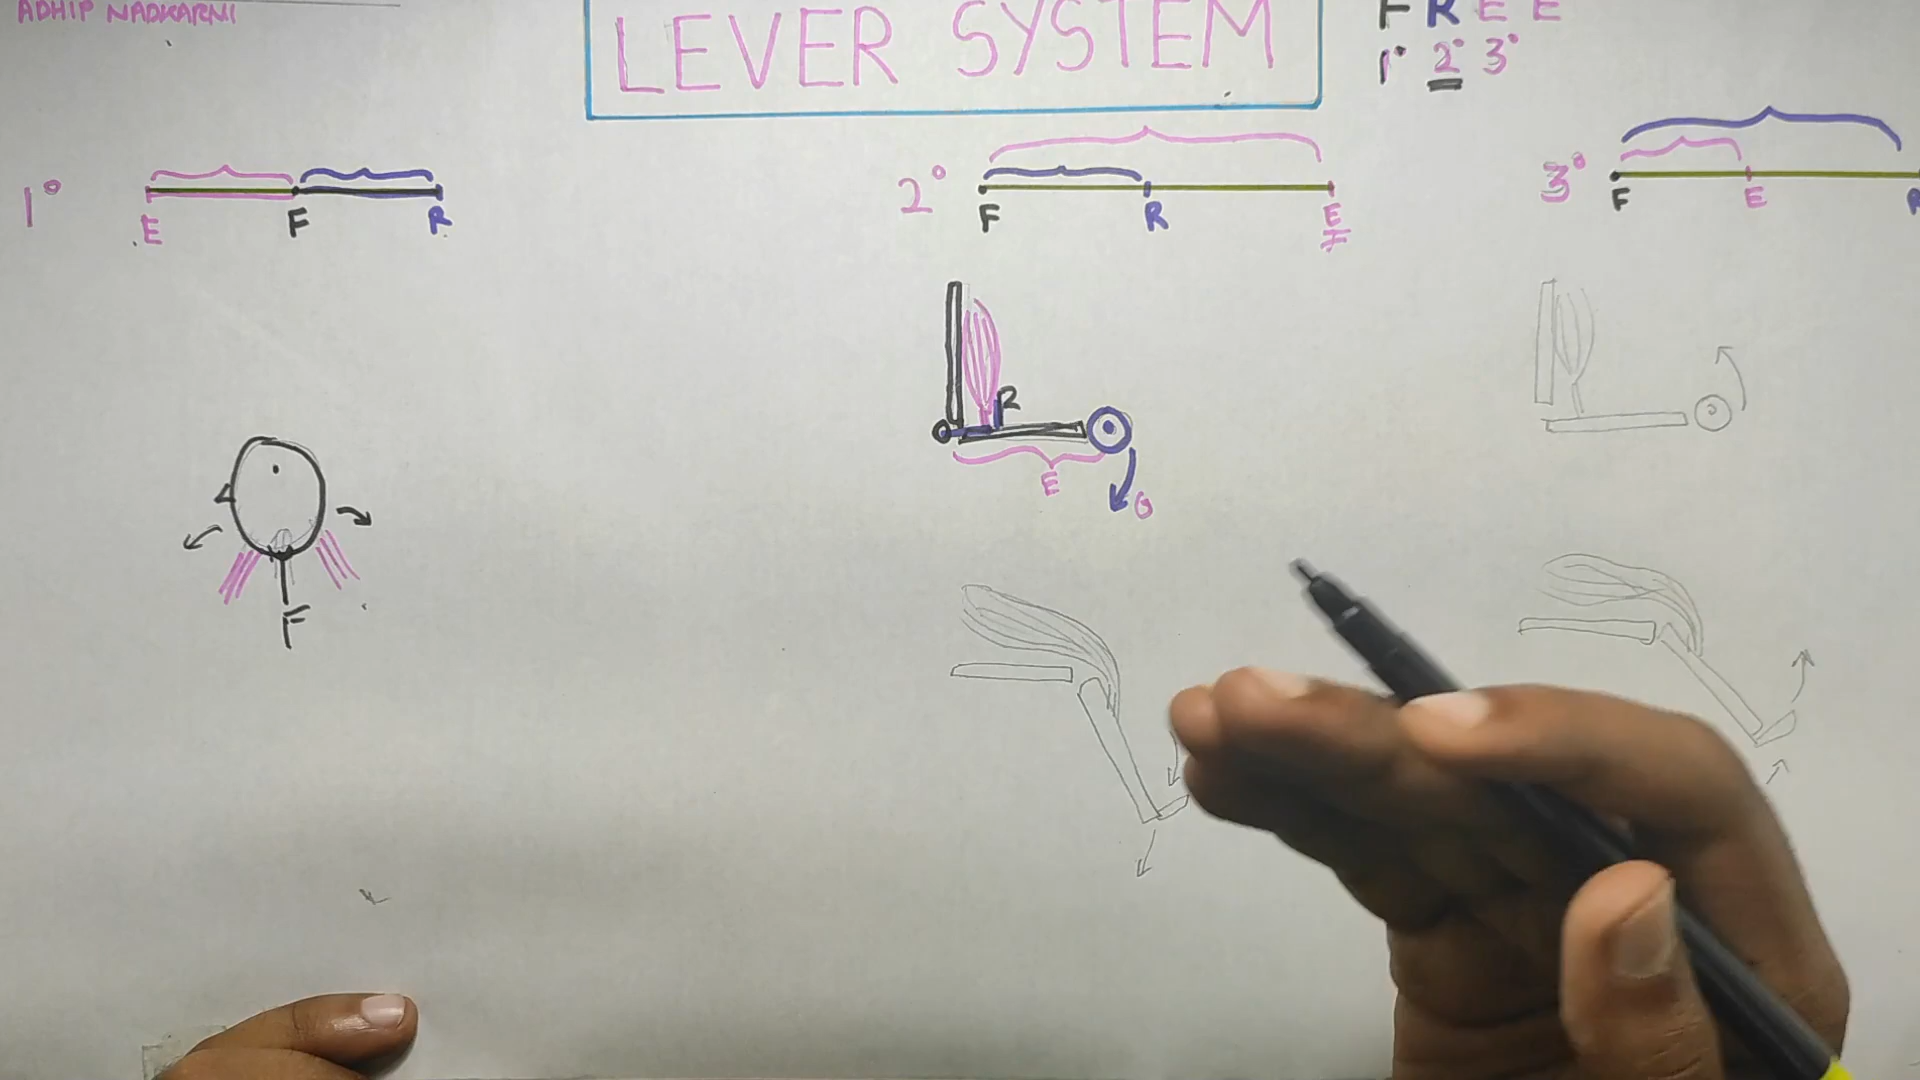 ADHIP NADKARNI
LEVER SYSTEM
F R E E
1° 2° 3°
1°
E F R
2°
F R E
3°
F E R
R
E
G
F